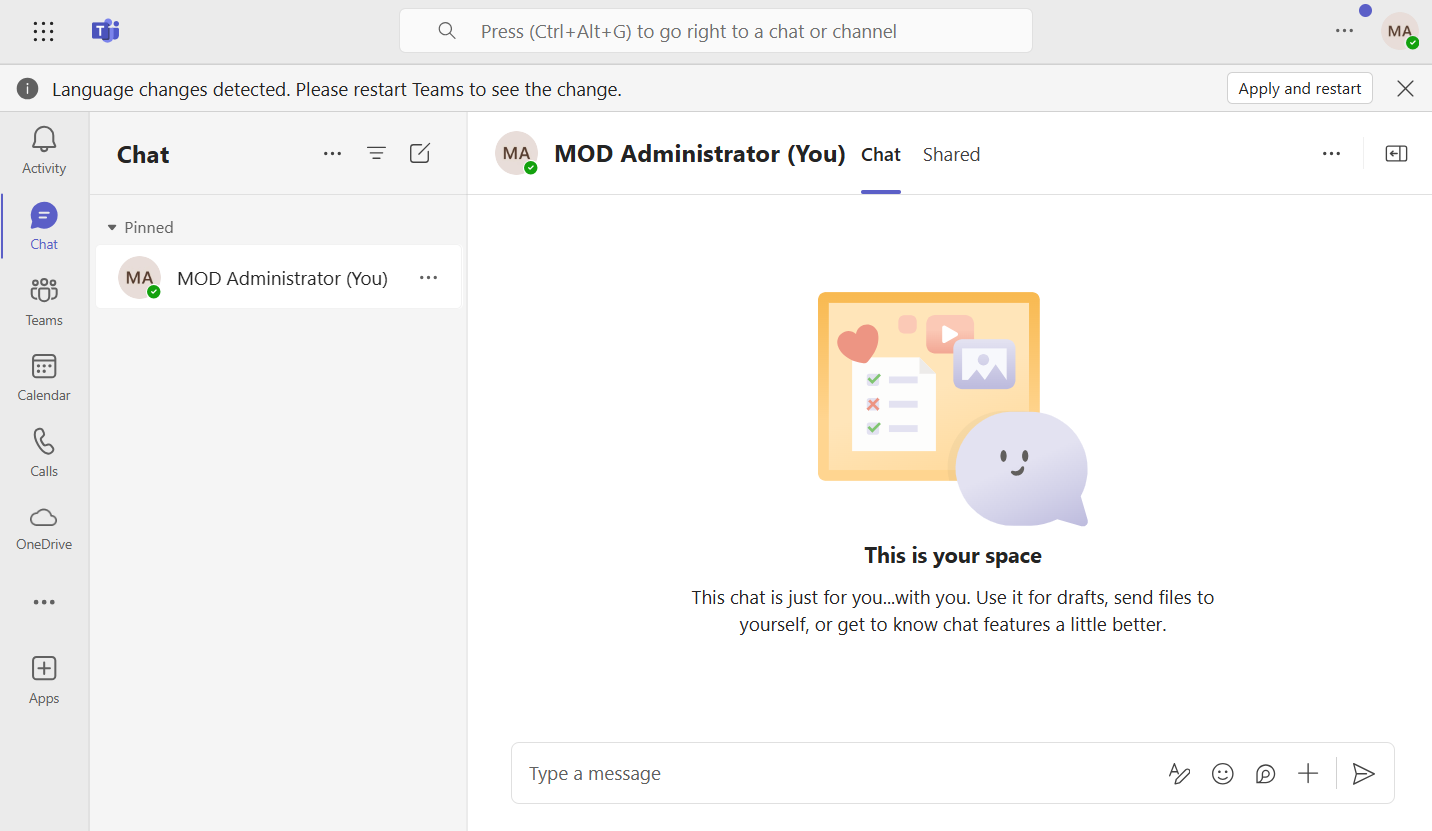 Press (Ctrl+Alt+G) to go right to a chat or channel
MA
Language changes detected. Please restart Teams to see the change.
Apply and restart
Activity
Chat
Teams
Calendar
Calls
OneDrive
Apps
Chat
Pinned
MA
MOD Administrator (You)
MA
MOD Administrator (You)
Chat
Shared
This is your space
This chat is just for you...with you. Use it for drafts, send files to
yourself, or get to know chat features a little better.
Type a message